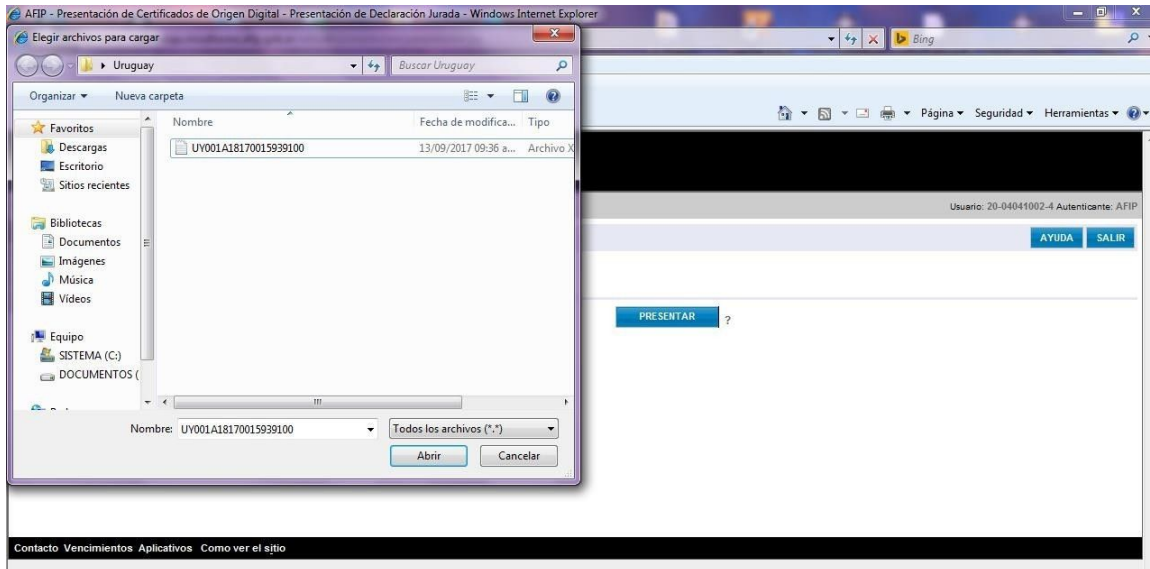 AFIP - Presentación de Certificados de Origen Digital - Presentación de Declaración Jurada - Windows Internet Explorer
Elegir archivos para cargar
Bing
Uruguay
Buscar Uruguay
Organizar
Nueva carpeta
Página Seguridad Herramientas
Favoritos
Descargas
Escritorio
Sitios recientes
Bibliotecas
Documentos
Imágenes
Música
Vídeos
Equipo
SISTEMA (C:)
DOCUMENTOS (
Nombre Fecha de modifica... Tipo
UY001A18170015939100 13/09/2017 09:36 a... Archivo X
Nombre: UY001A18170015939100
Todos los archivos (*.*)
Abrir Cancelar
Usuario: 20-04041002-4 Autenticante: AFIP
AYUDA SALIR
PRESENTAR ?
Contacto Vencimientos Aplicativos Como ver el sitio